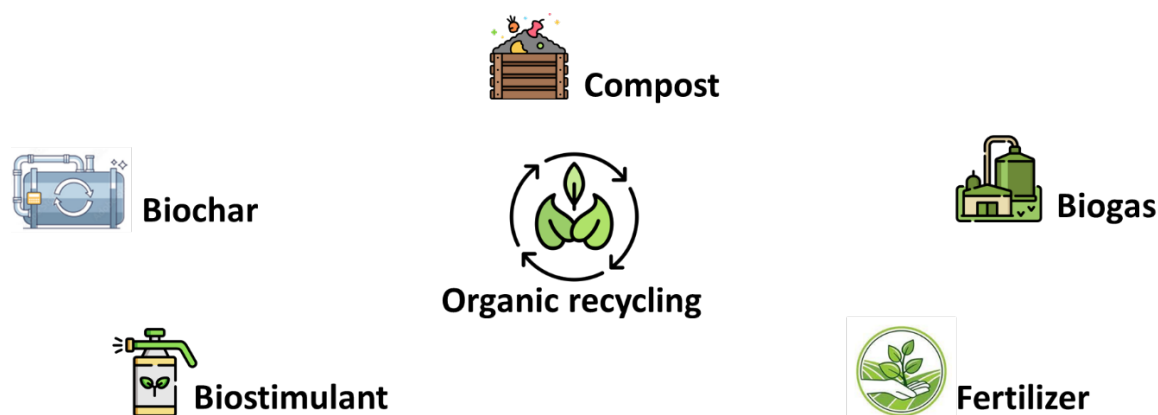 Compost
Biochar
Biogas
Organic recycling
Biostimulant
Fertilizer